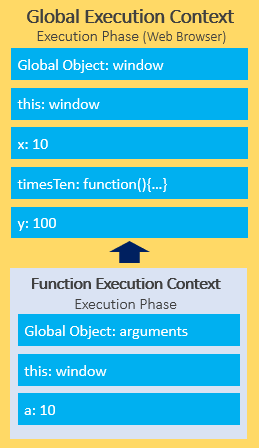 Global Execution Context
Execution Phase (Web Browser)
Global Object: window
this: window
x: 10
timesTen: function(){...}
y: 100
Function Execution Context
Execution Phase
Global Object: arguments
this: window
a: 10